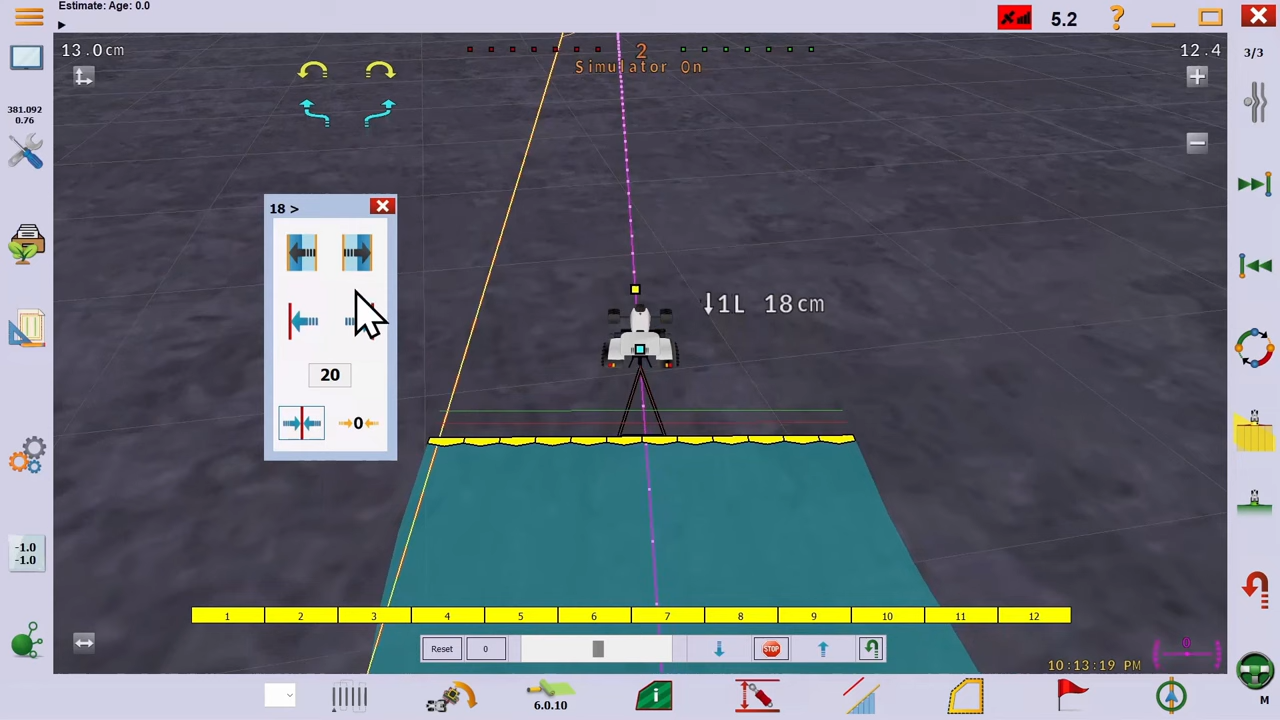 Estimate: Age: 0.0
5.2
?
13.0cm
2
Simulator On
12.4
3/3
381.092
0.76
18 >
20
→0←
↓1L 18cm
-1.0
-1.0
1 2 3 4 5 6 7 8 9 10 11 12
Reset 0 STOP
0
10:13:19 PM
6.0.10
M